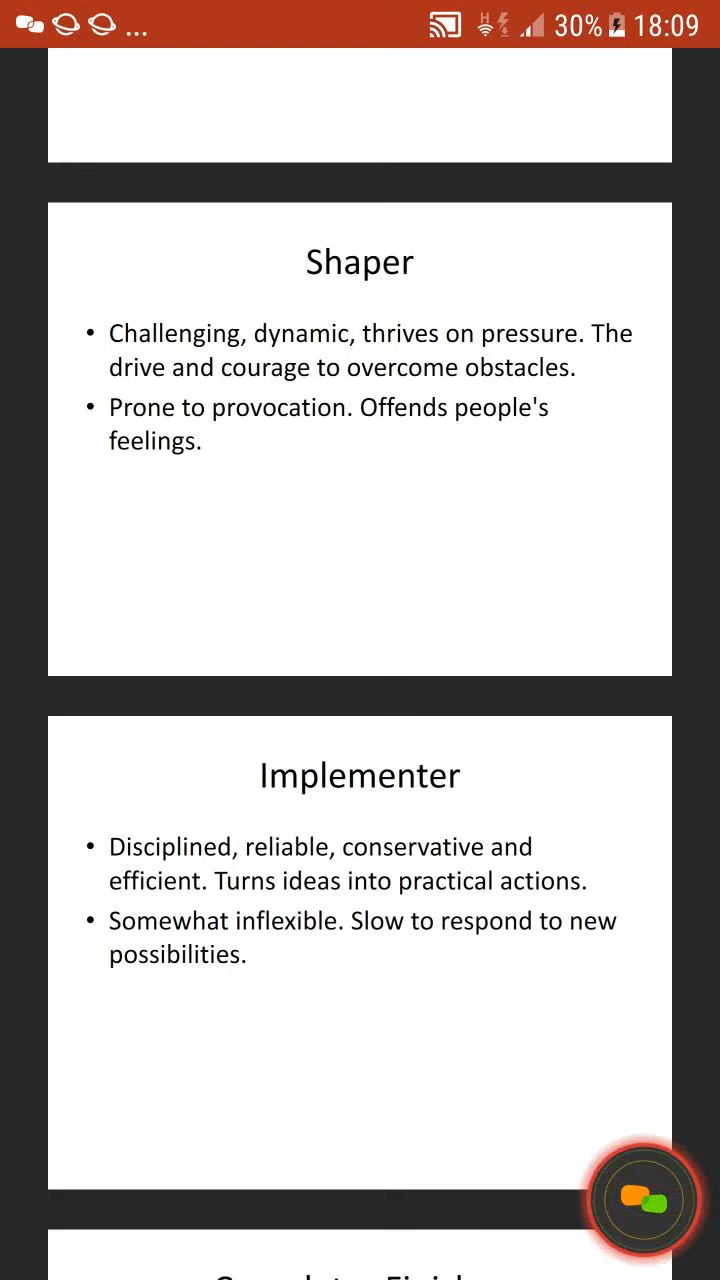 ... 30% 18:09
Shaper
• Challenging, dynamic, thrives on pressure. The
drive and courage to overcome obstacles.
• Prone to provocation. Offends people's
feelings.
Implementer
• Disciplined, reliable, conservative and
efficient. Turns ideas into practical actions.
• Somewhat inflexible. Slow to respond to new
possibilities.